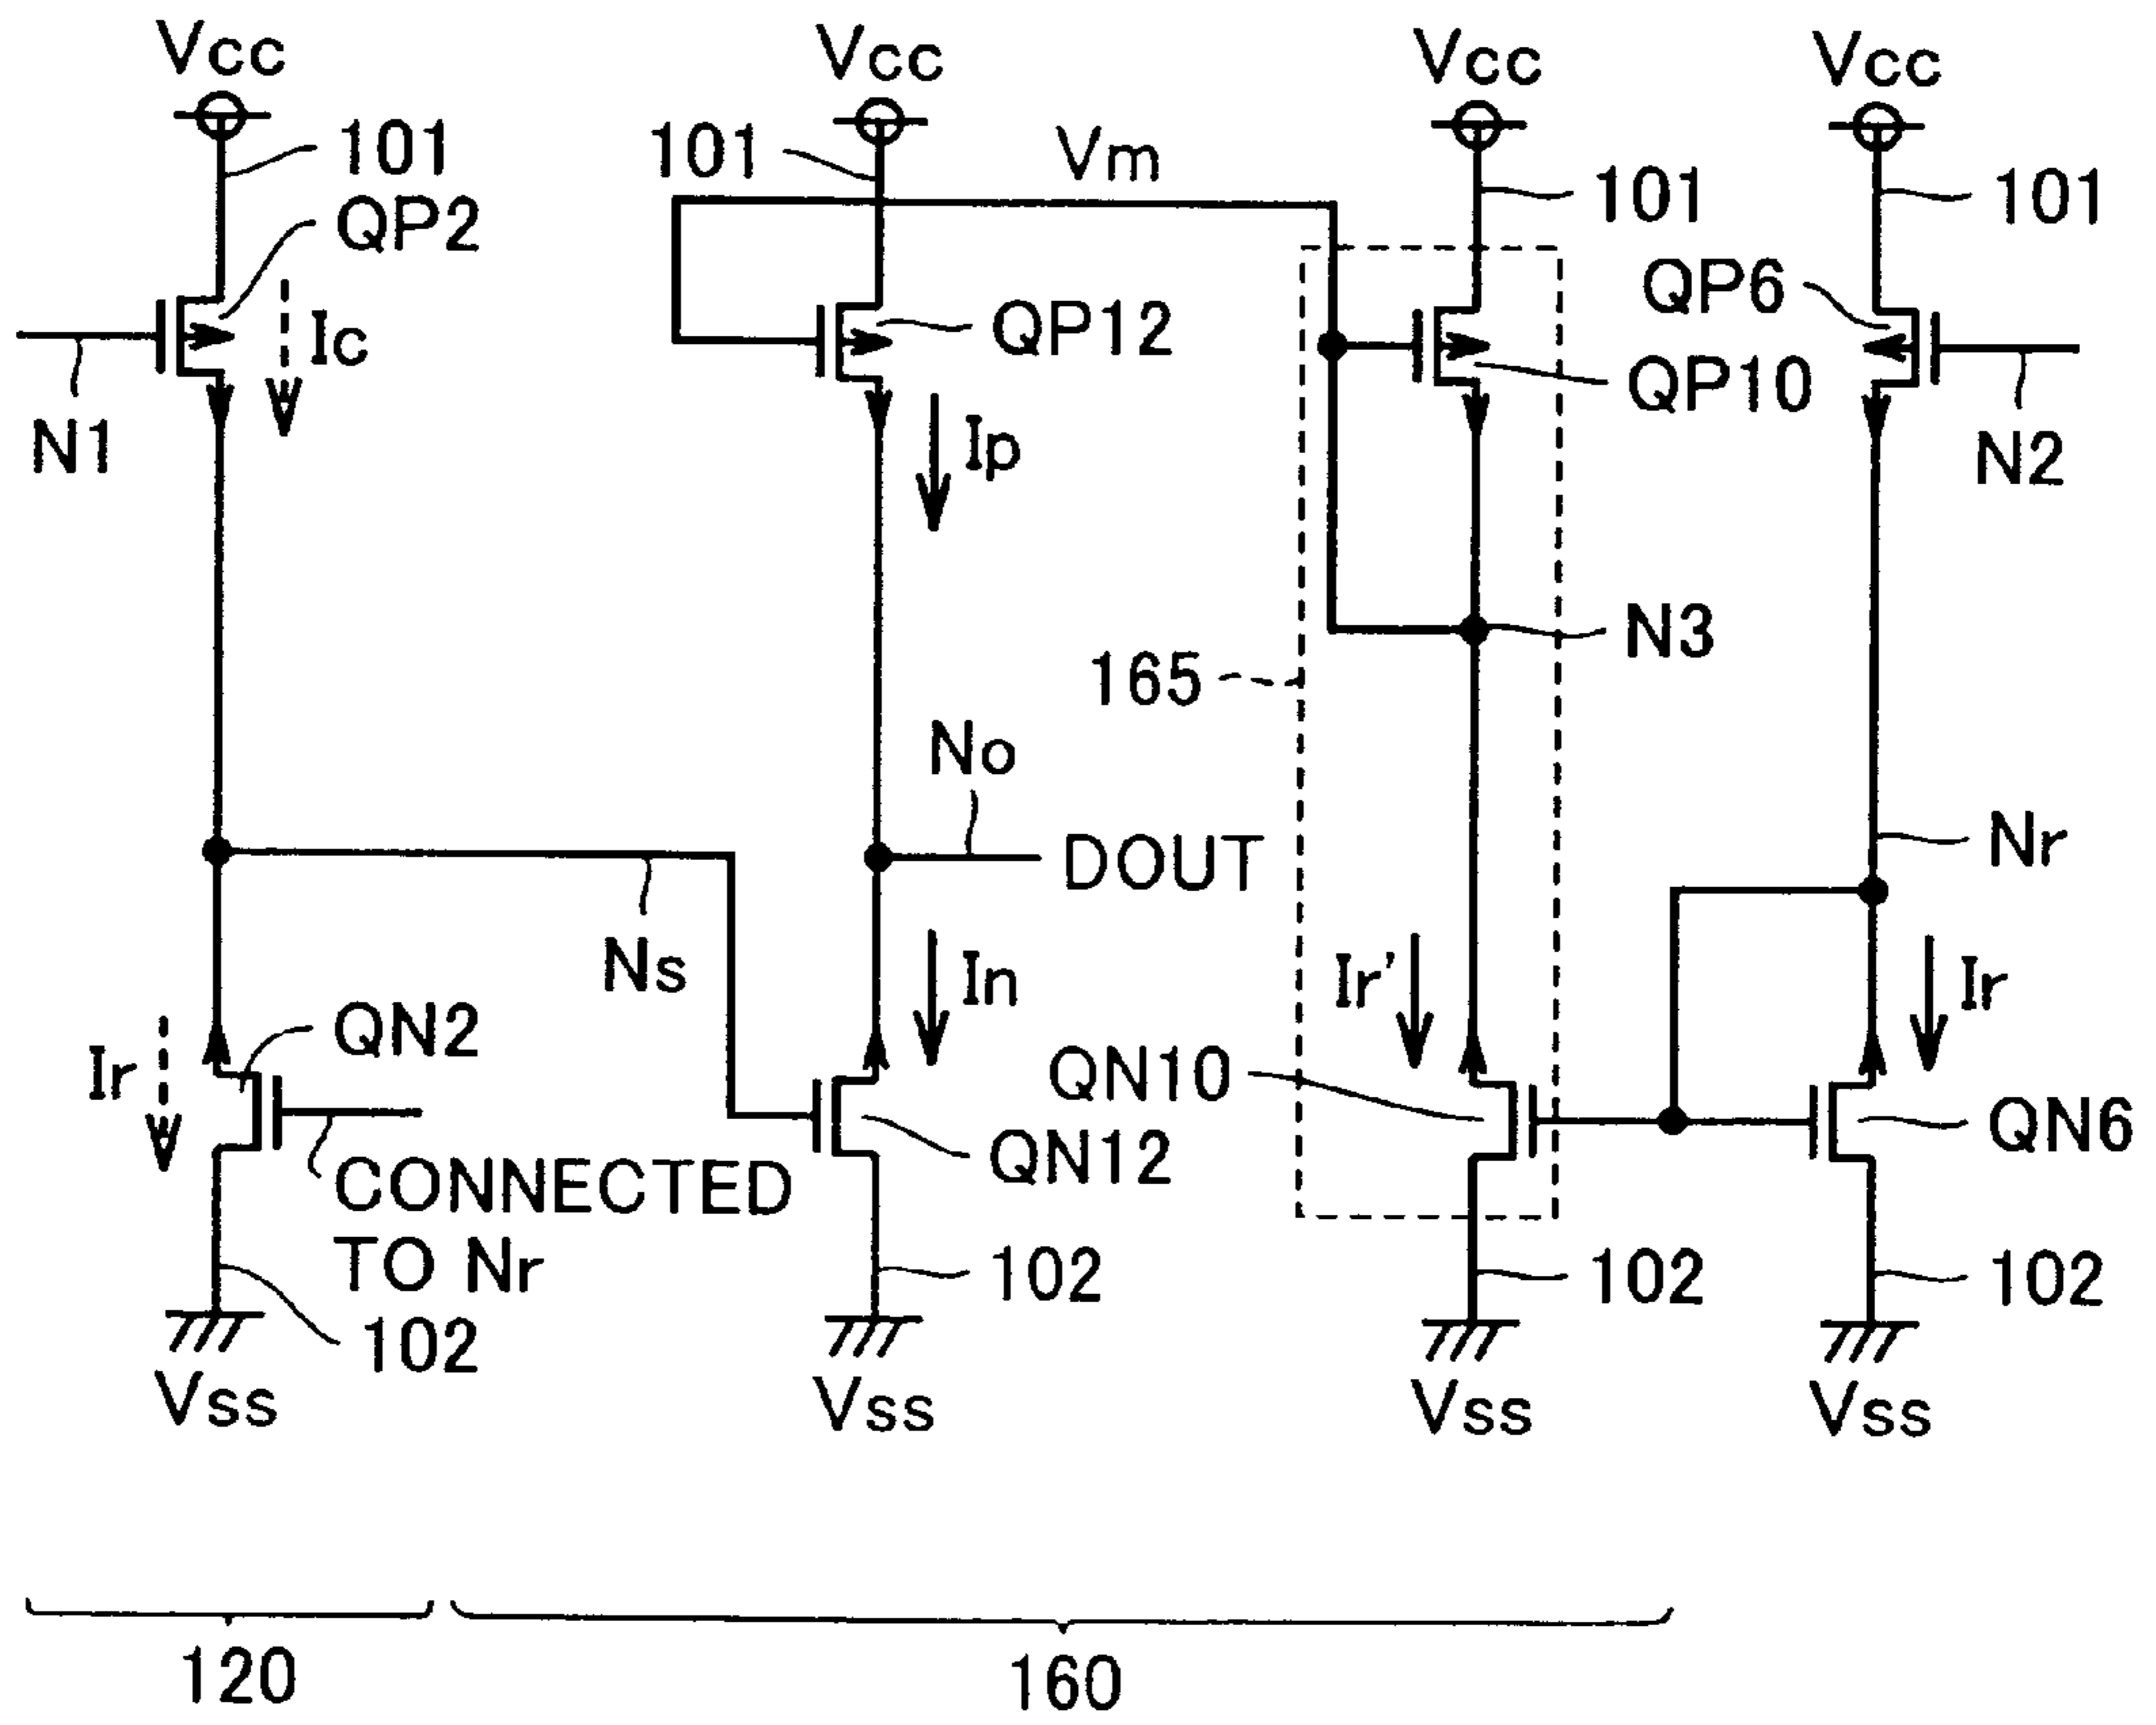 Vcc
Vcc
Vcc
Vcc
101
101
Vm
101
101
QP2
QP12
QP10
QP6
Ic
N1
Ip
N2
N3
165
No
DOUT
Nr
Ns
In
Ir'
Ir
QN2
Ir
QN10
QN12
QN6
CONNECTED
TO Nr
102
102
102
102
Vss
Vss
Vss
Vss
120
160